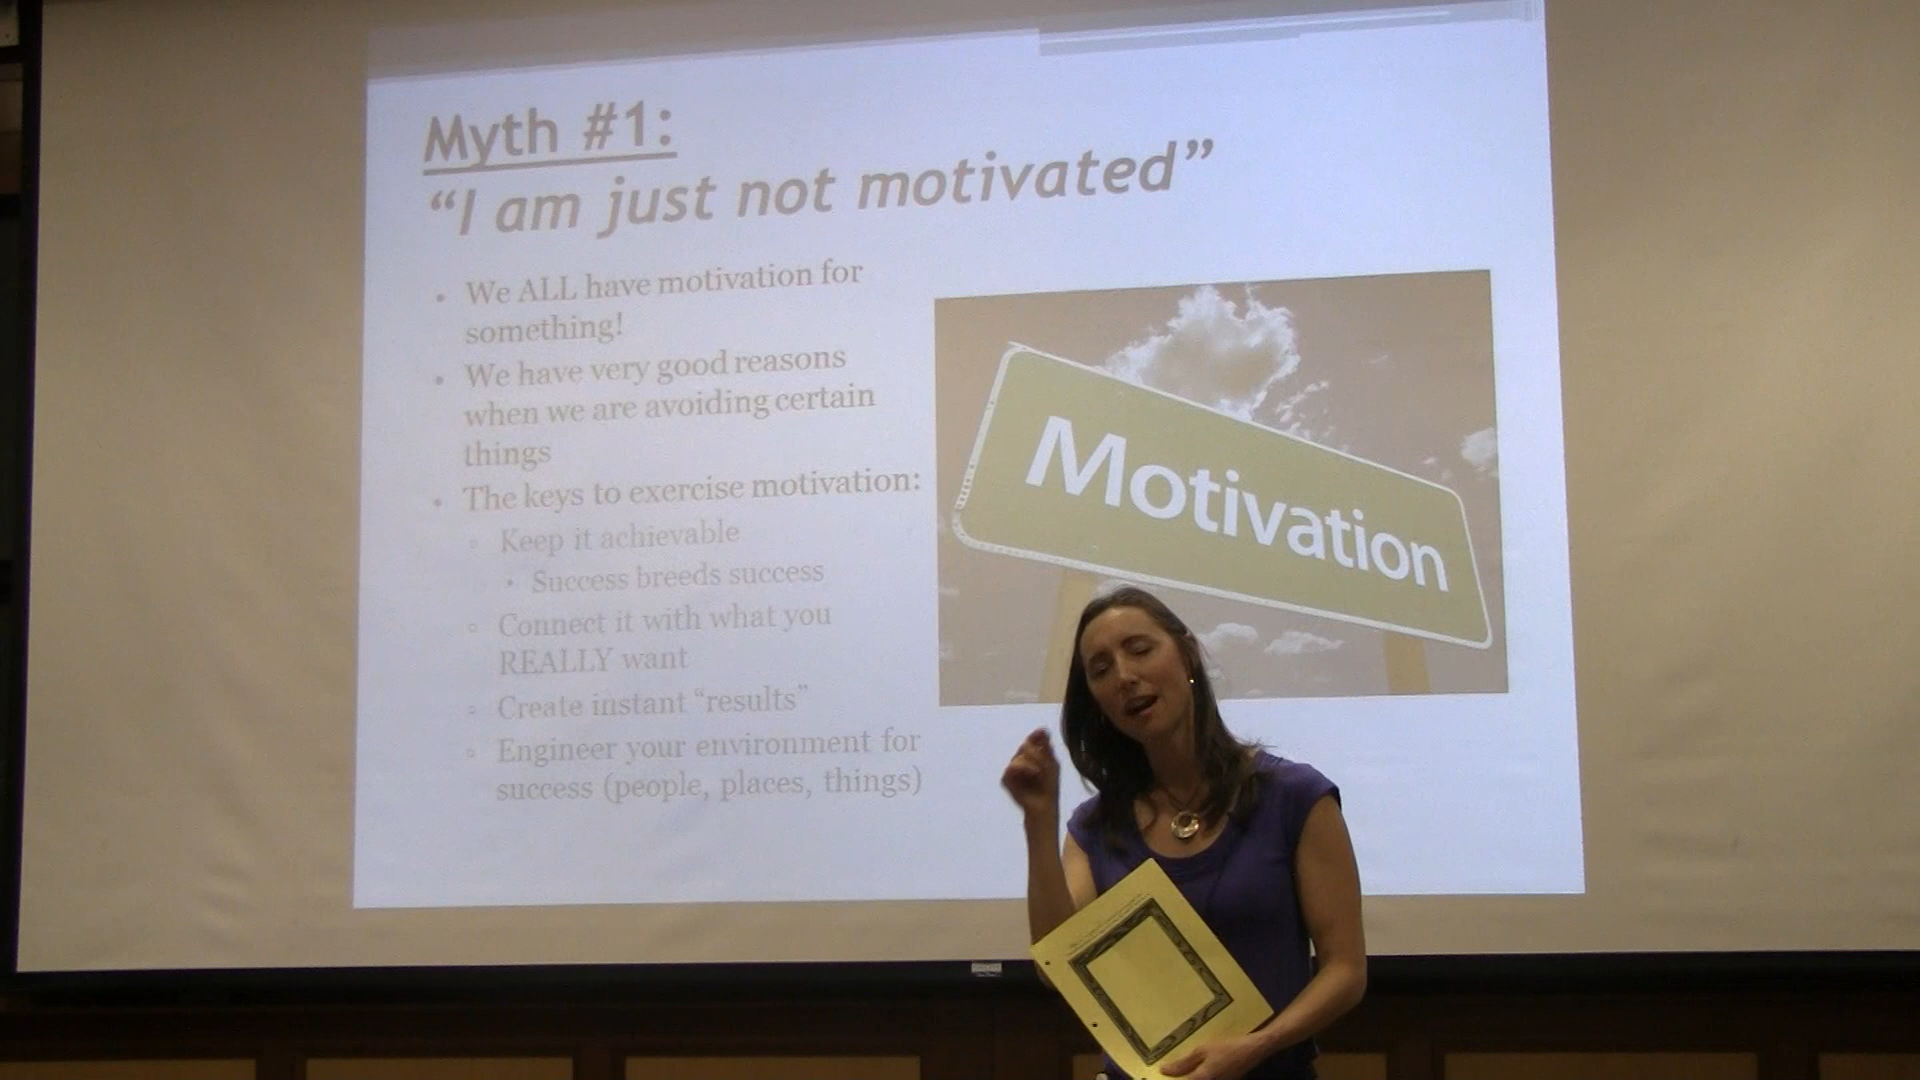 Myth #1:
“I am just not motivated”
• We ALL have motivation for
something!
• We have very good reasons
when we are avoiding certain
things
• The keys to exercise motivation:
◦ Keep it achievable
• Success breeds success
◦ Connect it with what you
REALLY want
◦ Create instant “results”
◦ Engineer your environment for
success (people, places, things)
Motivation